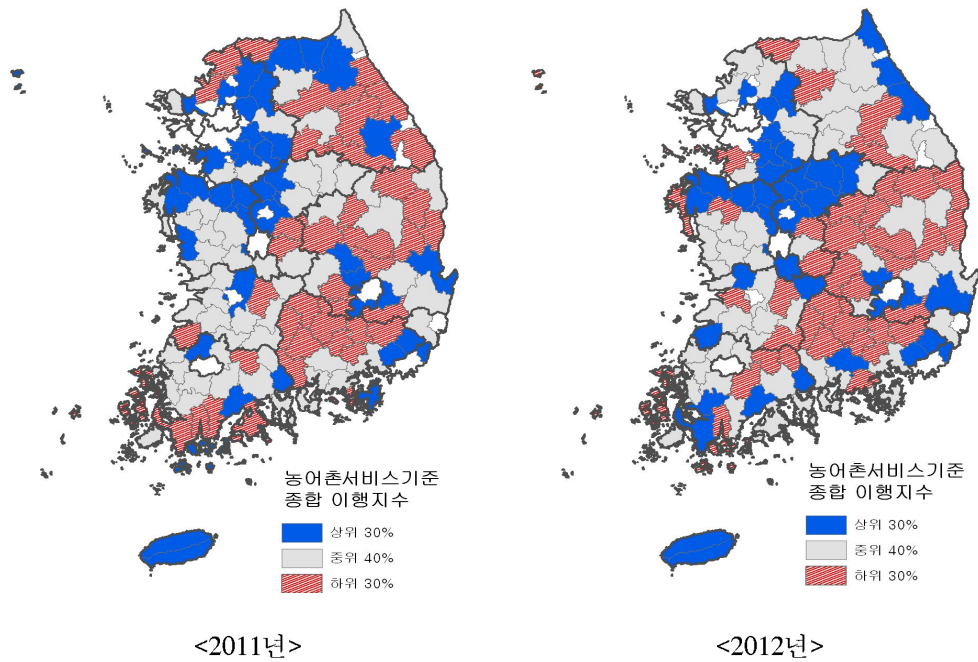 농어촌서비스기준
종합 이행지수
상위 30%
중위 40%
하위 30%
농어촌서비스기준
종합 이행지수
상위 30%
중위 40%
하위 30%
<2011년>
<2012년>